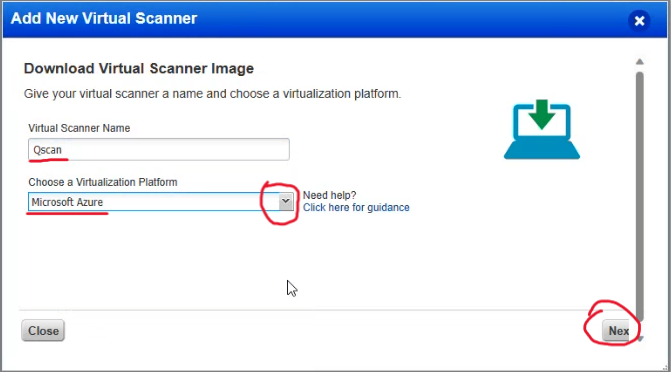 Add New Virtual Scanner
Download Virtual Scanner Image
Give your virtual scanner a name and choose a virtualization platform.
Virtual Scanner Name
Qscan
Choose a Virtualization Platform
Microsoft Azure
Need help?
Click here for guidance
Close
Nex